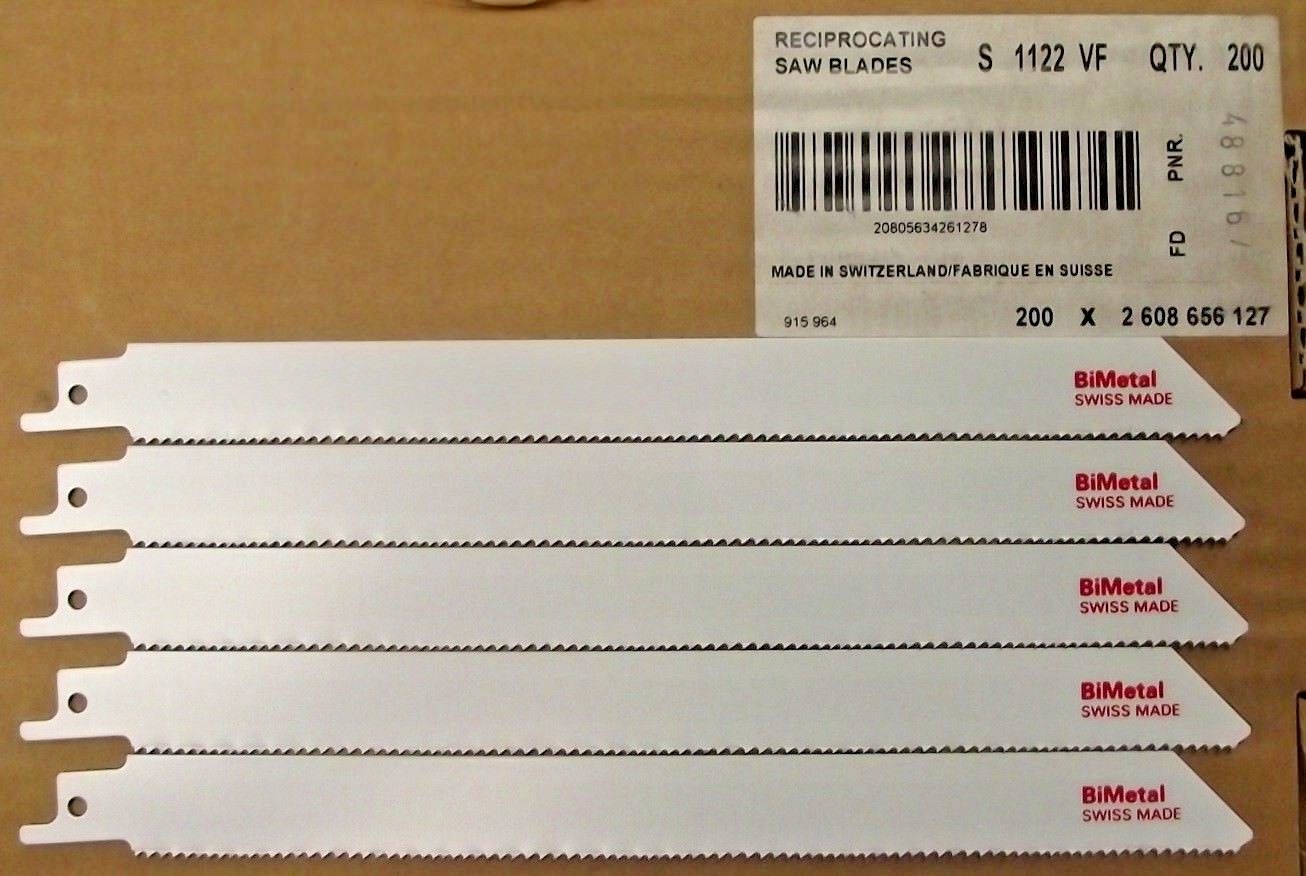 RECIPROCATING
SAW BLADES
S 1122 VF QTY. 200
20805634261278
PNR.
FD
MADE IN SWITZERLAND/FABRIQUE EN SUISSE
915 964
200 X 2 608 656 127
BiMetal
SWISS MADE
BiMetal
SWISS MADE
BiMetal
SWISS MADE
BiMetal
SWISS MADE
BiMetal
SWISS MADE